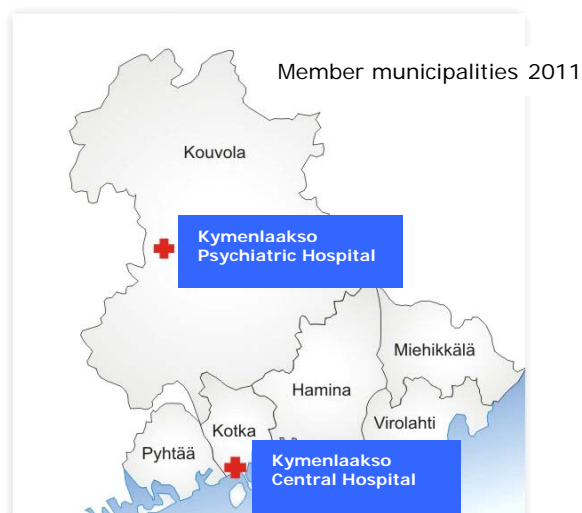 Member municipalities 2011
Kouvola
Kymenlaakso
Psychiatric Hospital
Miehikkälä
Hamina
Virolahti
Kotka
Pyhtää
Kymenlaakso
Central Hospital